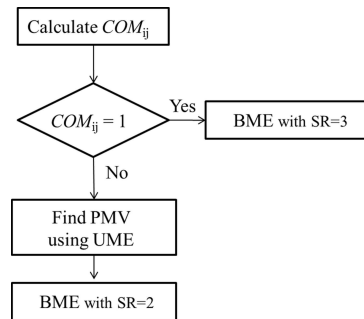 Calculate COMij
COMij = 1
Yes
BME with SR=3
No
Find PMV
using UME
BME with SR=2